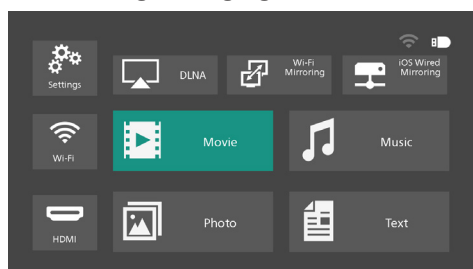 Settings
DLNA
Wi-Fi
Mirroring
iOS Wired
Mirroring
Wi-Fi
Movie
Music
HDMI
Photo
Text